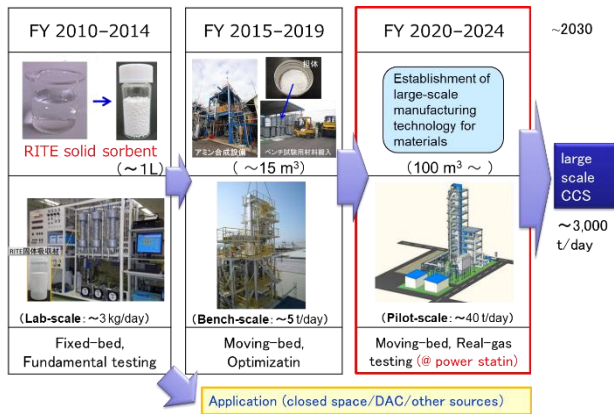 FY 2010-2014
RITE solid sorbent
(~1L)
RITE固体吸収材
(Lab-scale: ~3 kg/day)
Fixed-bed,
Fundamental testing
FY 2015-2019
担体
アミン合成設備
ベンチ試験用材料搬入
(~15 m³)
(Bench-scale: ~5 t/day)
Moving-bed,
Optimizatin
FY 2020-2024
Establishment of
large-scale
manufacturing
technology for
materials
(100 m³ ~ )
(Pilot-scale: ~40 t/day)
Moving-bed, Real-gas
testing (@ power statin)
~2030
large
scale
CCS
~3,000
t/day
Application (closed space/DAC/other sources)